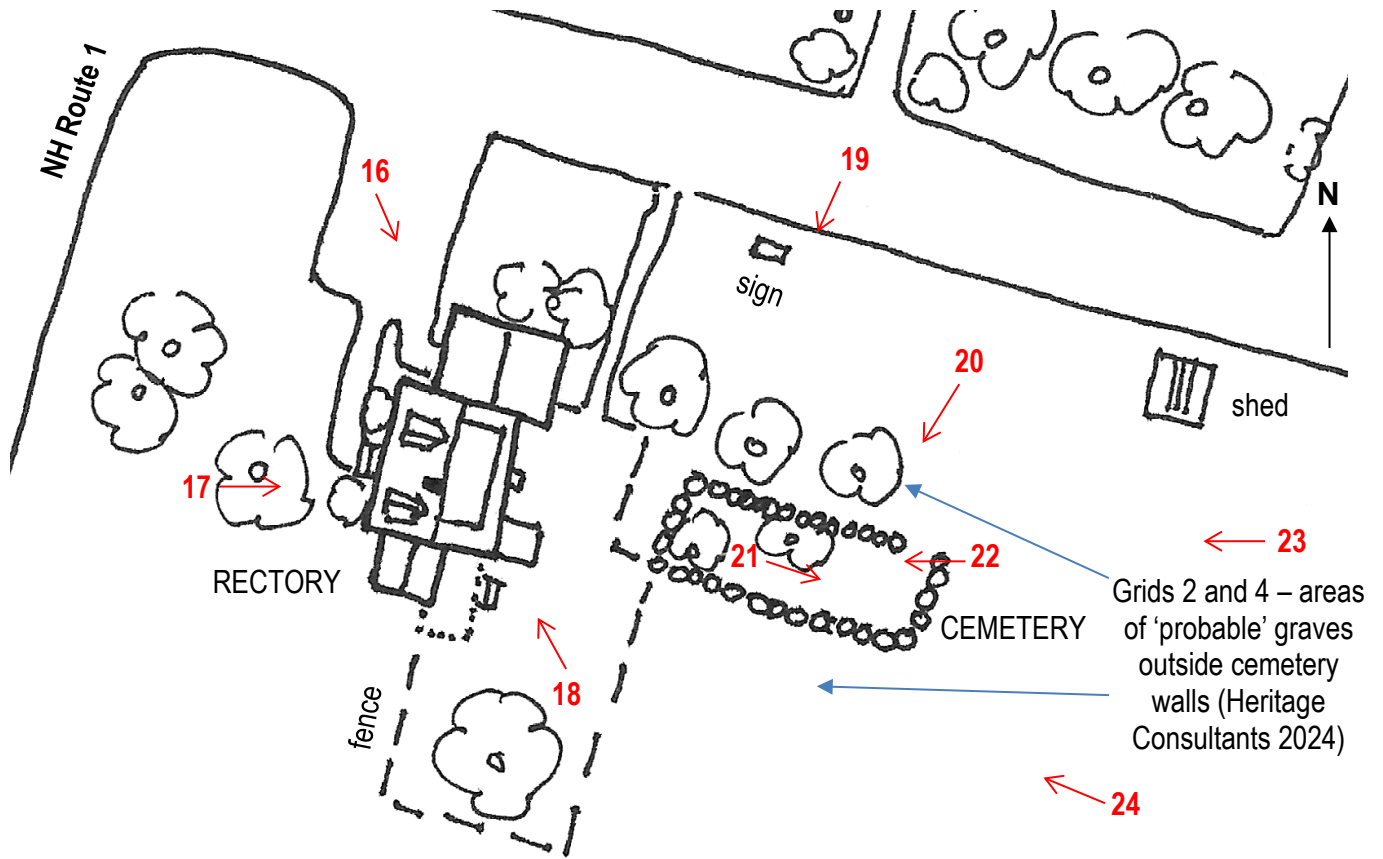 NH Route 1
16
19
N
sign
20
shed
17
21
22
23
RECTORY
Grids 2 and 4 – areas
of ‘probable’ graves
outside cemetery
walls (Heritage
Consultants 2024)
CEMETERY
18
fence
24